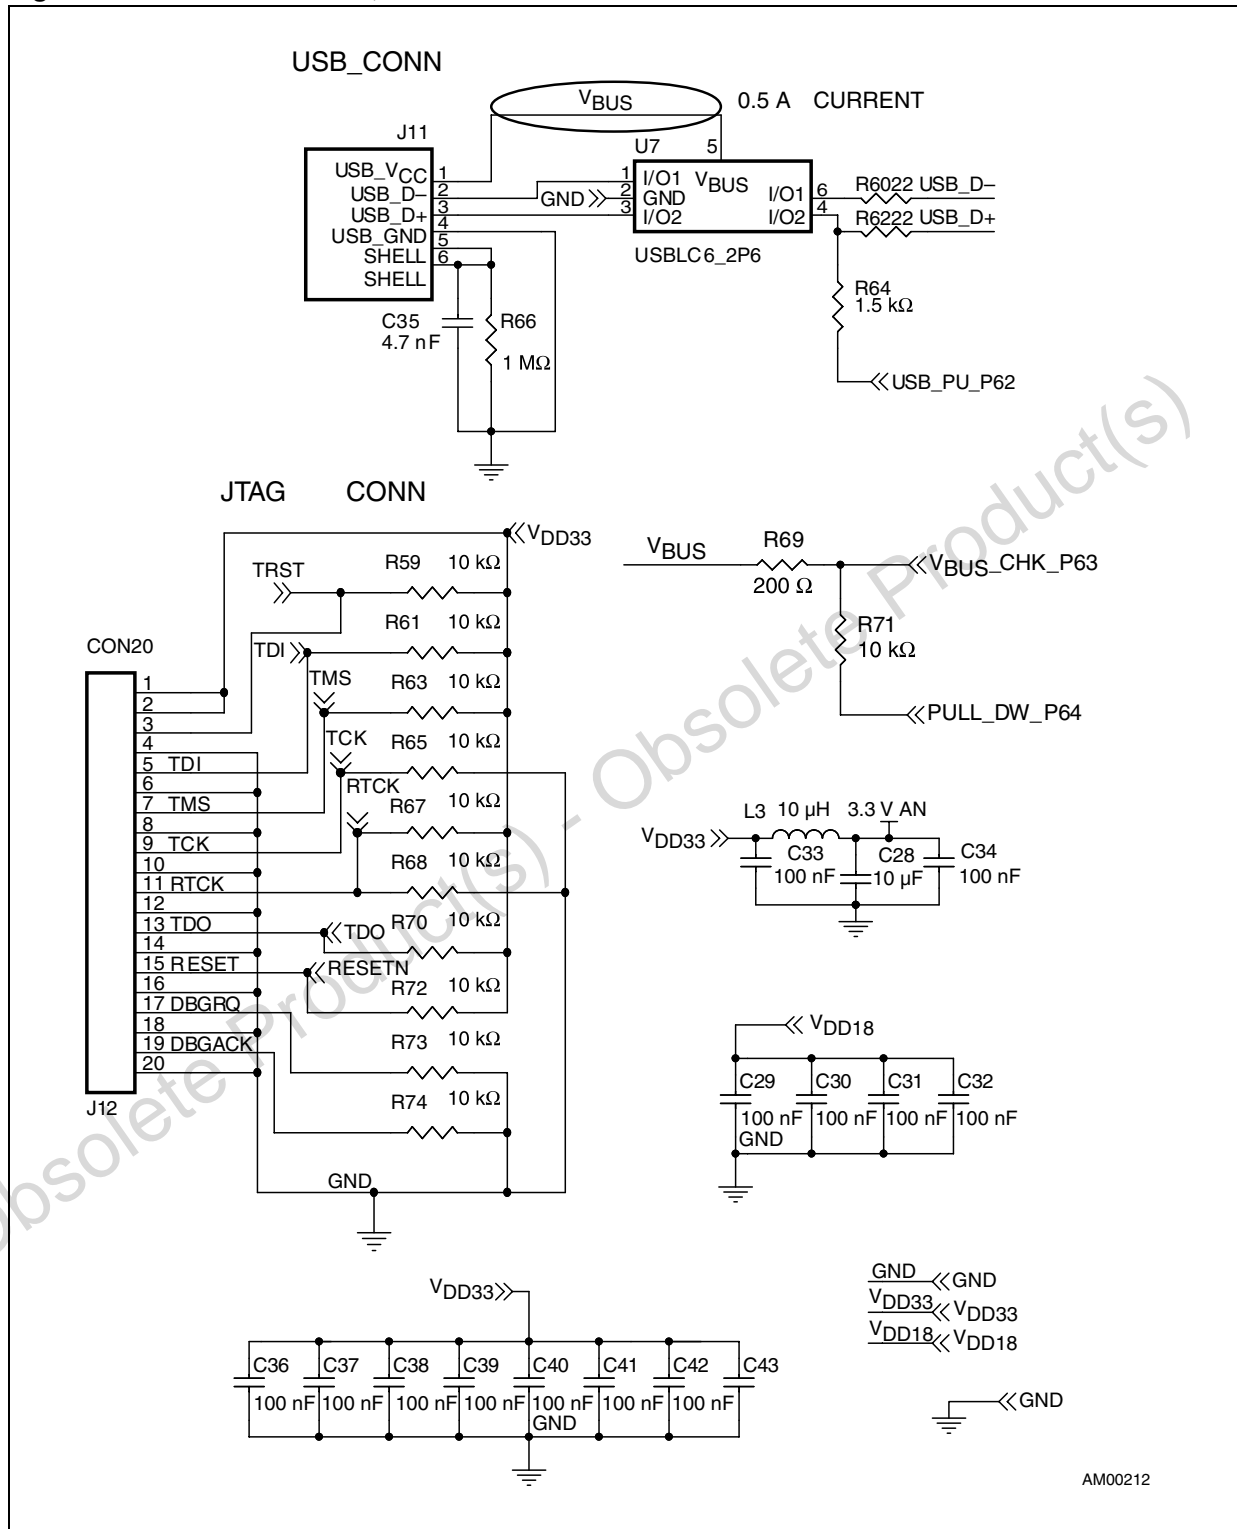 USB_CONN
VBUS
0.5 A CURRENT
J11
U7
5
USB_VCC 1
USB_D– 2
USB_D+ 3
USB_GND 4
SHELL 5
SHELL 6
GND
1 I/O1
2 GND
3 I/O2
VBUS
I/O1 6
I/O2 4
R6022 USB_D–
R6222 USB_D+
USBLC6_2P6
R64
1.5 kΩ
USB_PU_P62
C35
4.7 nF
R66
1 MΩ
JTAG CONN
VDD33
TRST
R59 10 kΩ
R61 10 kΩ
TDI
TMS
R63 10 kΩ
TCK
R65 10 kΩ
RTCK
R67 10 kΩ
R68 10 kΩ
TDO
R70 10 kΩ
RESETN
R72 10 kΩ
R73 10 kΩ
R74 10 kΩ
CON20
1
2
3
4
5 TDI
6
7 TMS
8
9 TCK
10
11 RTCK
12
13 TDO
14
15 RESET
16
17 DBGRQ
18
19 DBGACK
20
J12
GND
VBUS
R69
200 Ω
VBUS_CHK_P63
R71
10 kΩ
PULL_DW_P64
L3 10 µH 3.3 V AN
VDD33
C33
100 nF
C28
10 µF
C34
100 nF
VDD18
C29 C30 C31 C32
100 nF 100 nF 100 nF 100 nF
GND
VDD33
C36 C37 C38 C39 C40 C41 C42 C43
100 nF 100 nF 100 nF 100 nF 100 nF 100 nF 100 nF
GND
GND GND
VDD33 VDD33
VDD18 VDD18
GND
AM00212
Obsolete Product(s) - Obsolete Product(s)